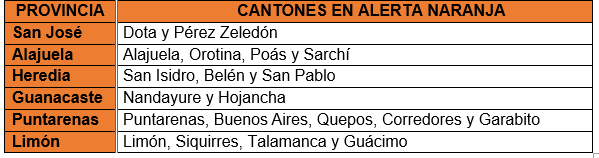 PROVINCIA CANTONES EN ALERTA NARANJA
San José Dota y Pérez Zeledón
Alajuela Alajuela, Orotina, Poás y Sarchí
Heredia San Isidro, Belén y San Pablo
Guanacaste Nandayure y Hojancha
Puntarenas Puntarenas, Buenos Aires, Quepos, Corredores y Garabito
Limón Limón, Siquirres, Talamanca y Guácimo